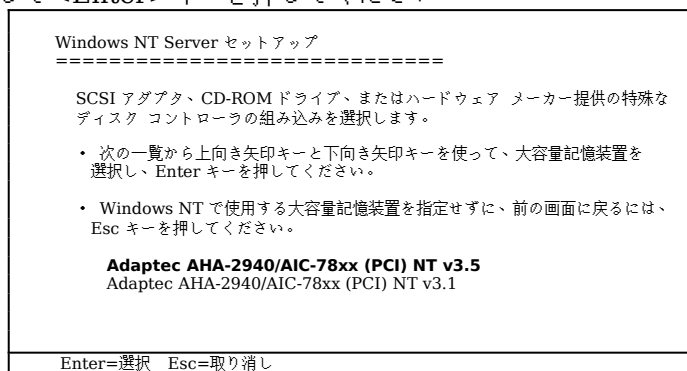 Windows NT Server セットアップ
=============================
SCSI アダプタ、CD-ROM ドライブ、またはハードウェア メーカー提供の特殊な
ディスク コントローラの組み込みを選択します。
・ 次の一覧から上向き矢印キーと下向き矢印キーを使って、大容量記憶装置を
選択し、Enter キーを押してください。
・ Windows NT で使用する大容量記憶装置を指定せずに、前の画面に戻るには、
Esc キーを押してください。
Adaptec AHA-2940/AIC-78xx (PCI) NT v3.5
Adaptec AHA-2940/AIC-78xx (PCI) NT v3.1
Enter=選択 Esc=取り消し